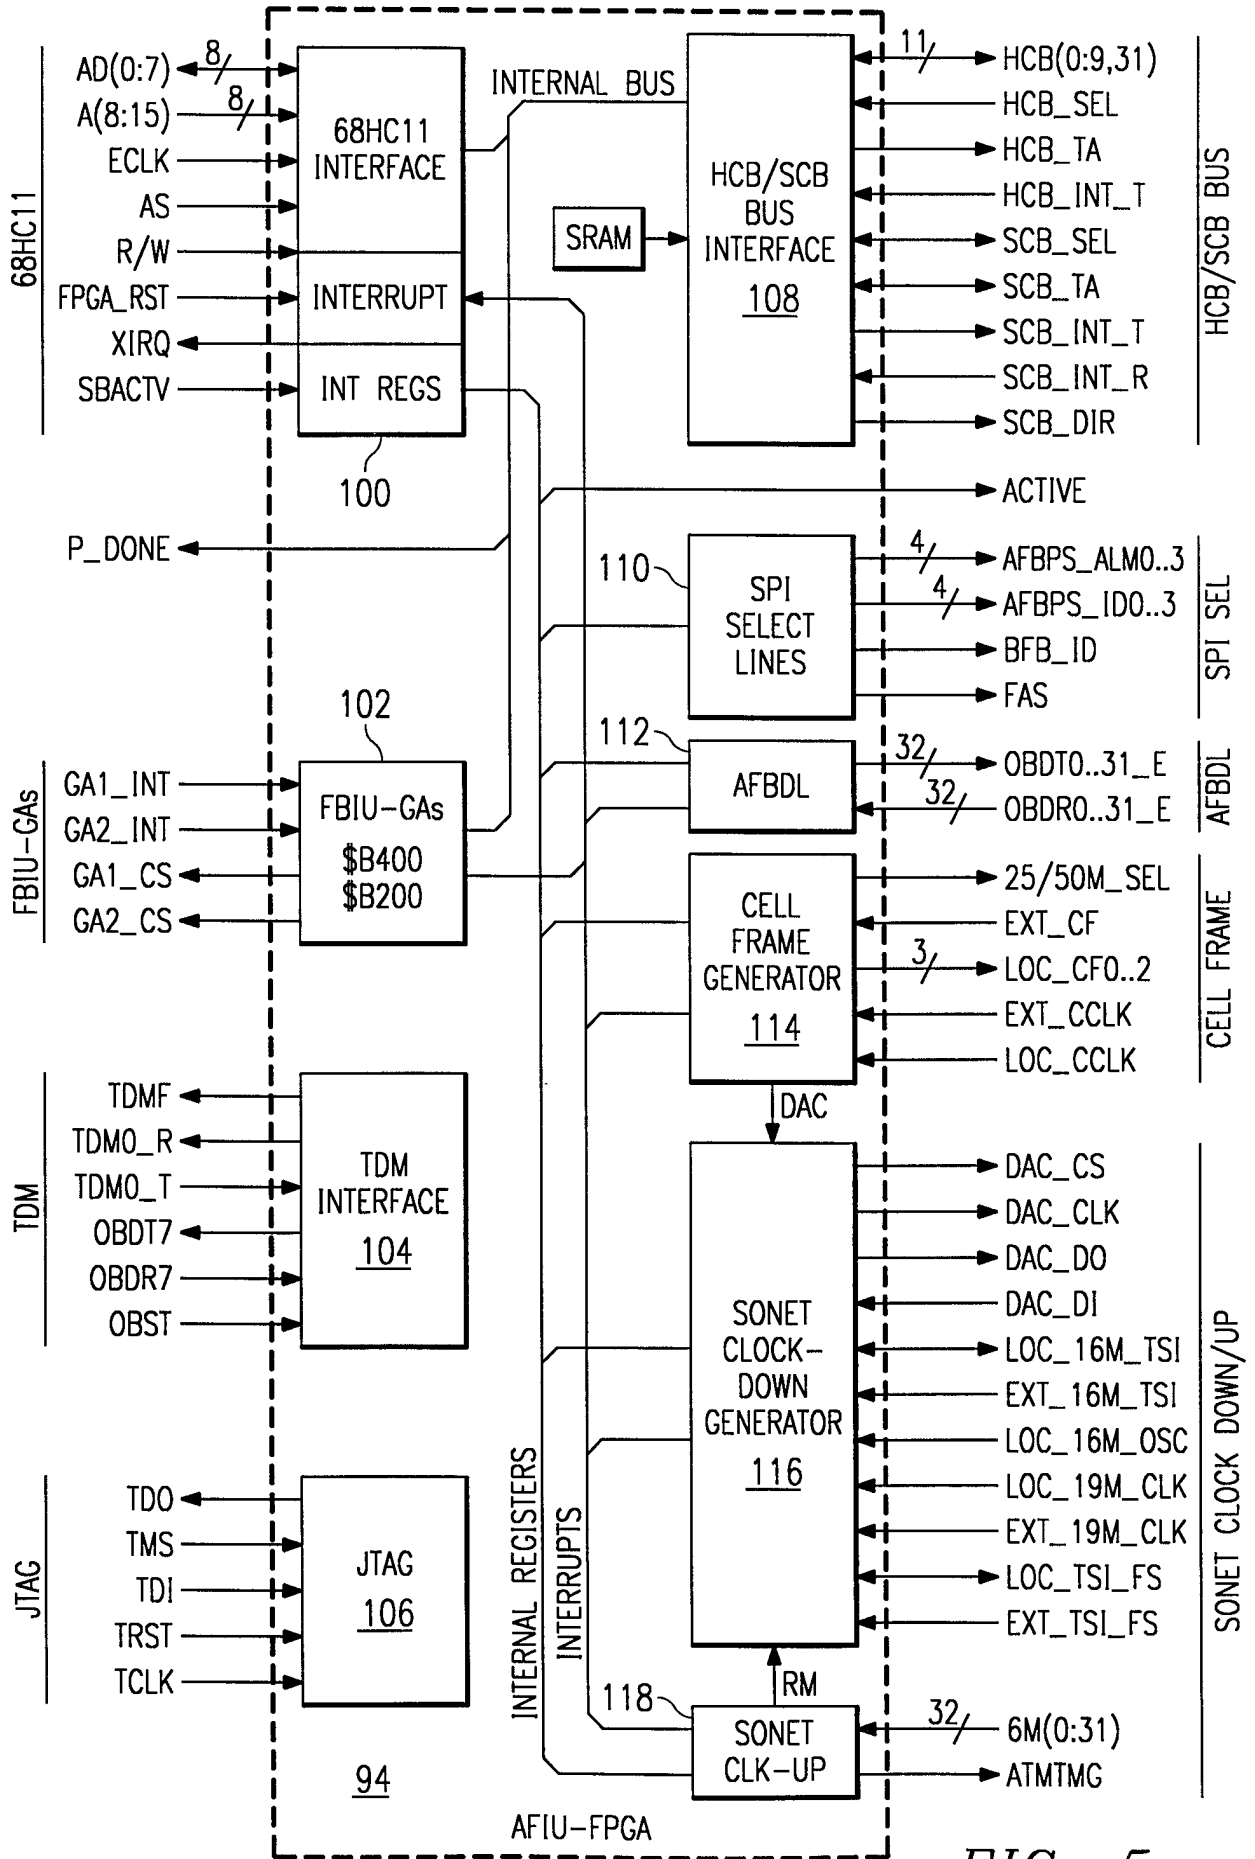 68HC11
AD(0:7)
8
A(8:15)
8
ECLK
AS
R/W
FPGA_RST
XIRQ
SBACTV
68HC11
INTERFACE
INTERRUPT
INT REGS
100
INTERNAL BUS
SRAM
HCB/SCB
BUS
INTERFACE
108
11
HCB(0:9,31)
HCB_SEL
HCB_TA
HCB_INT_T
SCB_SEL
SCB_TA
SCB_INT_T
SCB_INT_R
SCB_DIR
HCB/SCB BUS
ACTIVE
P_DONE
110
SPI
SELECT
LINES
4
AFBPS_ALM0..3
4
AFBPS_ID0..3
BFB_ID
FAS
SPI SEL
FBIU-GAs
GA1_INT
GA2_INT
GA1_CS
GA2_CS
102
FBIU-GAs
$B400
$B200
112
AFBDL
32
OBDT0..31_E
32
OBDR0..31_E
AFBDL
CELL
FRAME
GENERATOR
114
25/50M_SEL
EXT_CF
3
LOC_CF0..2
EXT_CCLK
LOC_CCLK
CELL FRAME
DAC
TDM
TDMF
TDM0_R
TDM0_T
OBDT7
OBDR7
OBST
TDM
INTERFACE
104
SONET
CLOCK-
DOWN
GENERATOR
116
DAC_CS
DAC_CLK
DAC_DO
DAC_DI
LOC_16M_TSI
EXT_16M_TSI
LOC_16M_OSC
LOC_19M_CLK
EXT_19M_CLK
LOC_TSI_FS
EXT_TSI_FS
SONET CLOCK DOWN/UP
JTAG
TDO
TMS
TDI
TRST
TCLK
JTAG
106
INTERNAL REGISTERS
INTERRUPTS
RM
118
SONET
CLK-UP
32
6M(0:31)
ATMTMG
94
AFIU-FPGA
FIG. 5